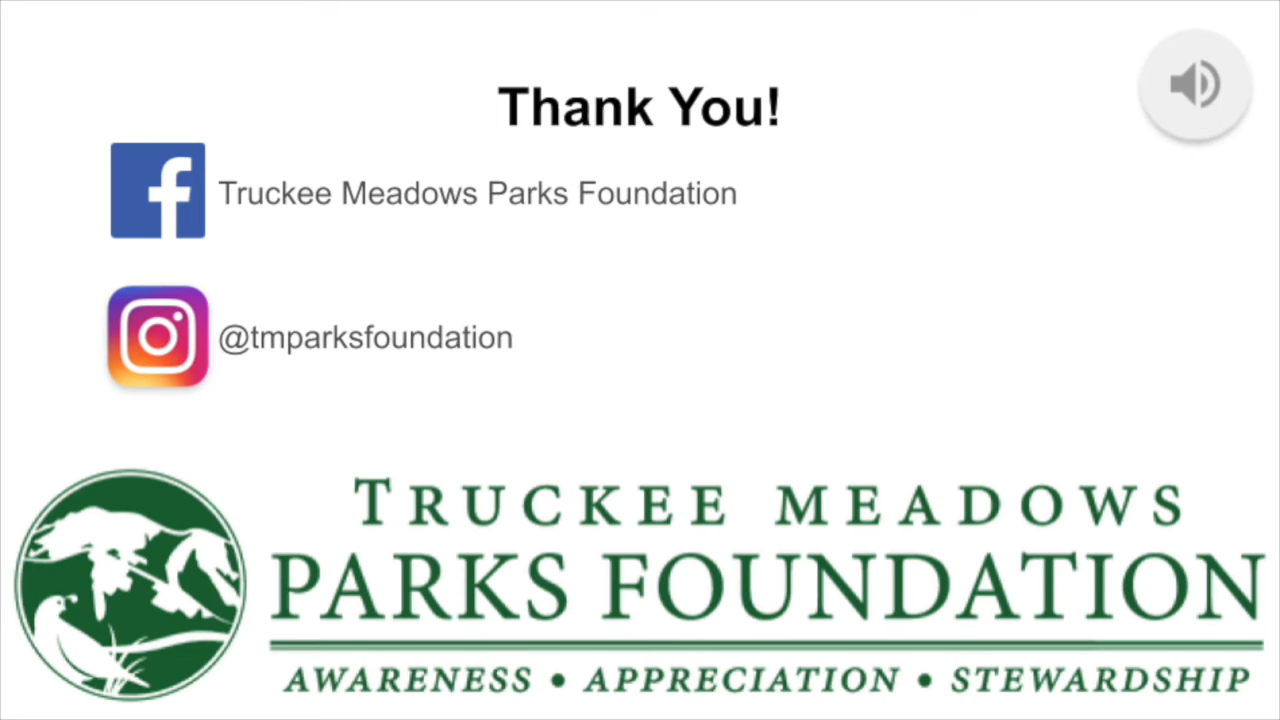 Thank You!
Truckee Meadows Parks Foundation
@tmparksfoundation
TRUCKEE MEADOWS
PARKS FOUNDATION
AWARENESS • APPRECIATION • STEWARDSHIP